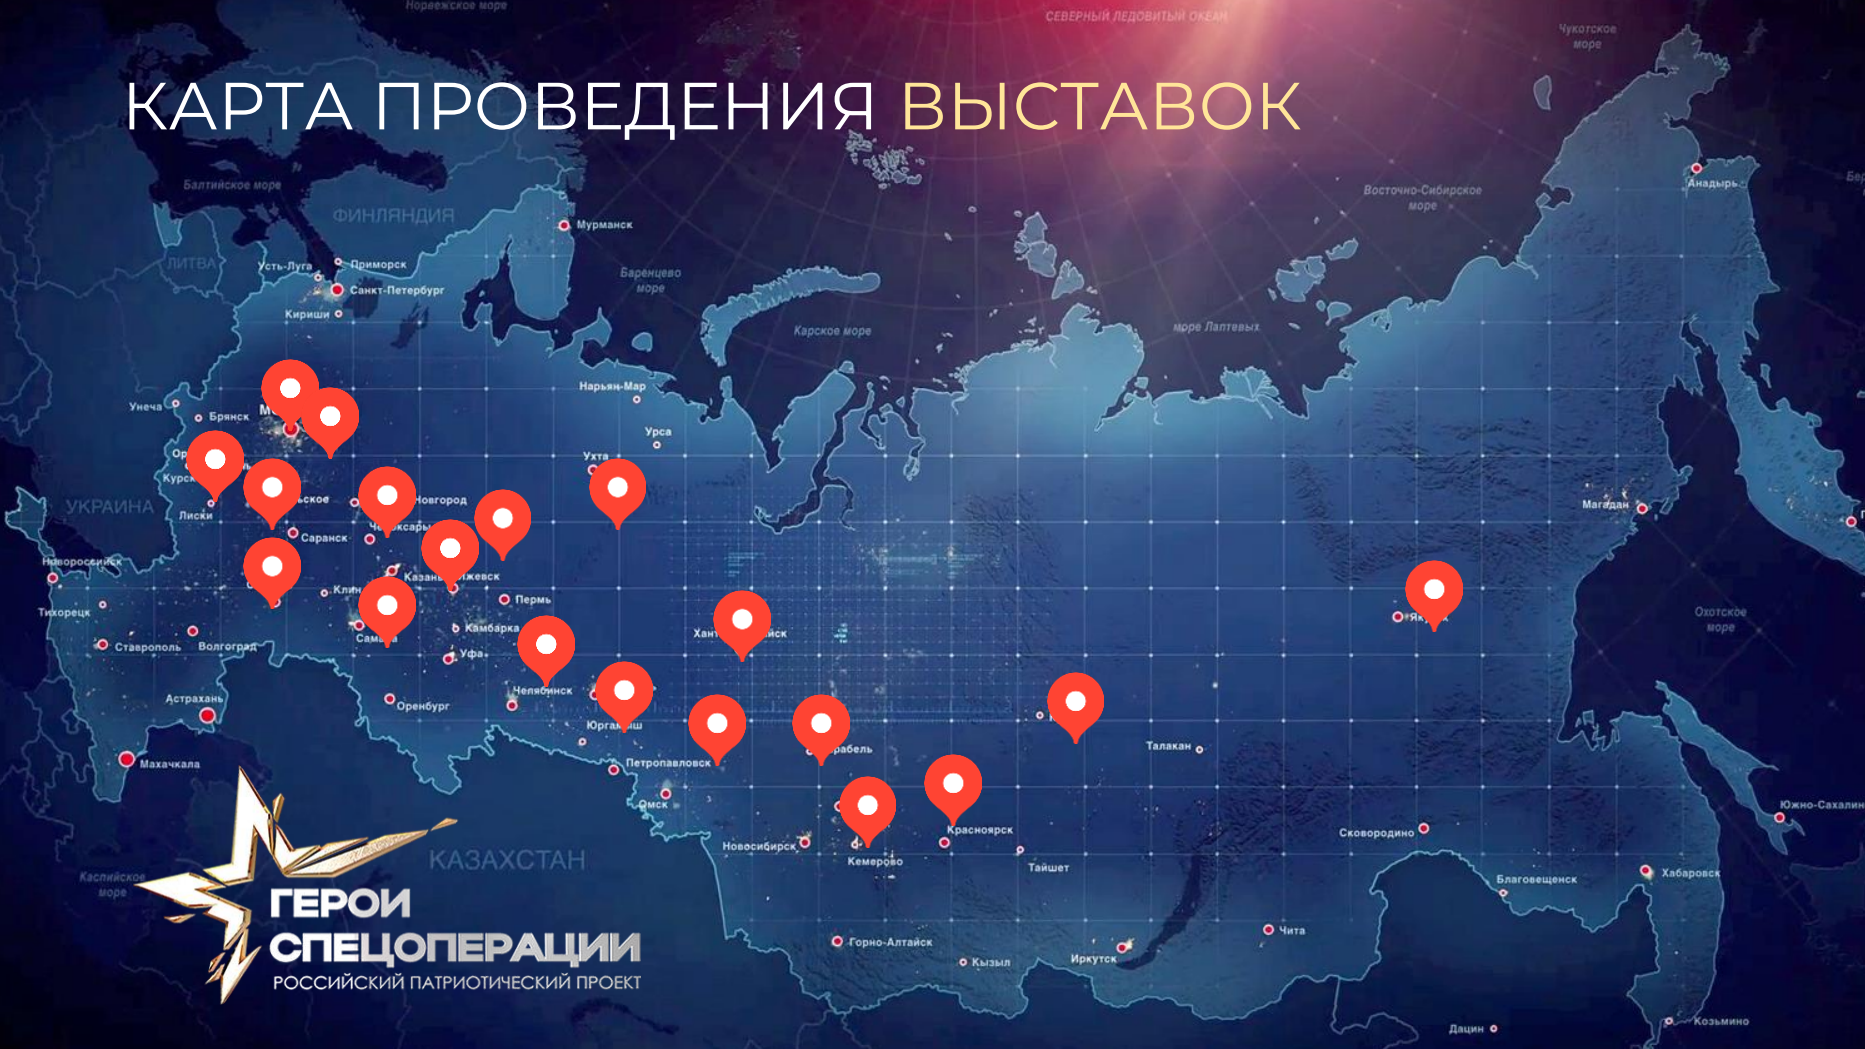 Норвежское море
СЕВЕРНЫЙ ЛЕДОВИТЫЙ ОКЕАН
Чукотское
море
КАРТА ПРОВЕДЕНИЯ ВЫСТАВОК
Балтийское море
ФИНЛЯНДИЯ
Мурманск
Восточно-Сибирское
море
Анадырь
ЛИТВА
Усть-Луга
Приморск
Санкт-Петербург
Кириши
Баренцево
море
Карское море
море Лаптевых
Нарьян-Мар
Унеча
Брянск
Урса
Ухта
Курск
Новгород
УКРАИНА
Лиски
Саранск
Магадан
Новороссийск
Казань
Пермь
Тихорецк
Камбарка
Ставрополь
Волгоград
Уфа
Охотское
море
Астрахань
Оренбург
Челябинск
Махачкала
Петропавловск
Талакан
Омск
Новосибирск
Кемерово
Красноярск
Тайшет
Сковородино
Южно-Сахалин
КАЗАХСТАН
Каспийское
море
Благовещенск
Хабаровск
ГЕРОИ
СПЕЦОПЕРАЦИИ
РОССИЙСКИЙ ПАТРИОТИЧЕСКИЙ ПРОЕКТ
Горно-Алтайск
Кызыл
Иркутск
Чита
Дацин
Козьмино